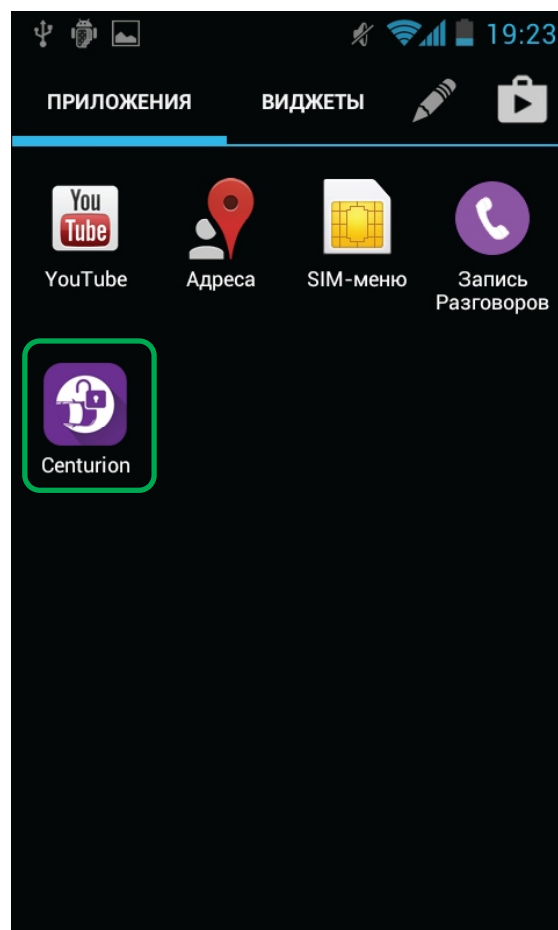 19:23
ПРИЛОЖЕНИЯ ВИДЖЕТЫ
You
Tube
YouTube Адреса SIM-меню Запись
Разговоров
Centurion